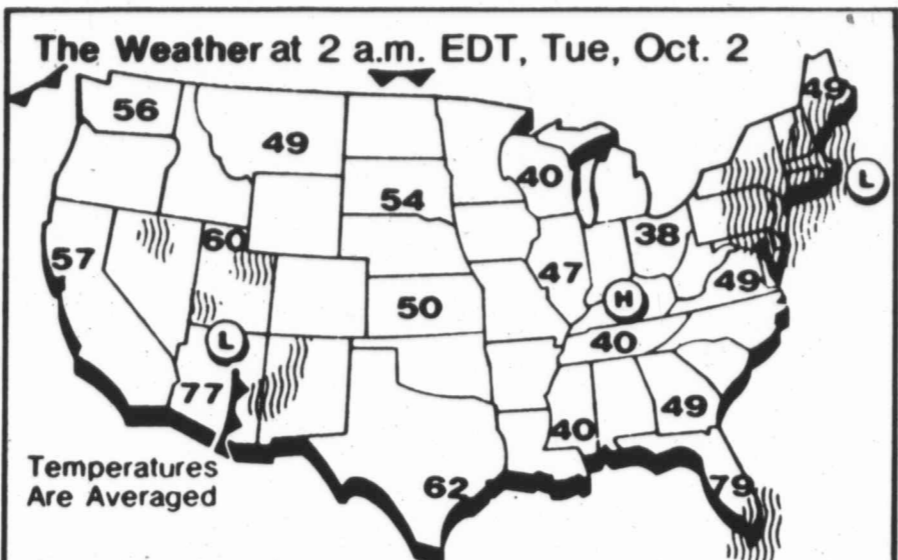 The Weather at 2 a.m. EDT, Tue, Oct. 2
56
49
49
40
54
L
57
60
38
47
49
H
50
40
L
77
49
40
62
79
Temperatures
Are Averaged